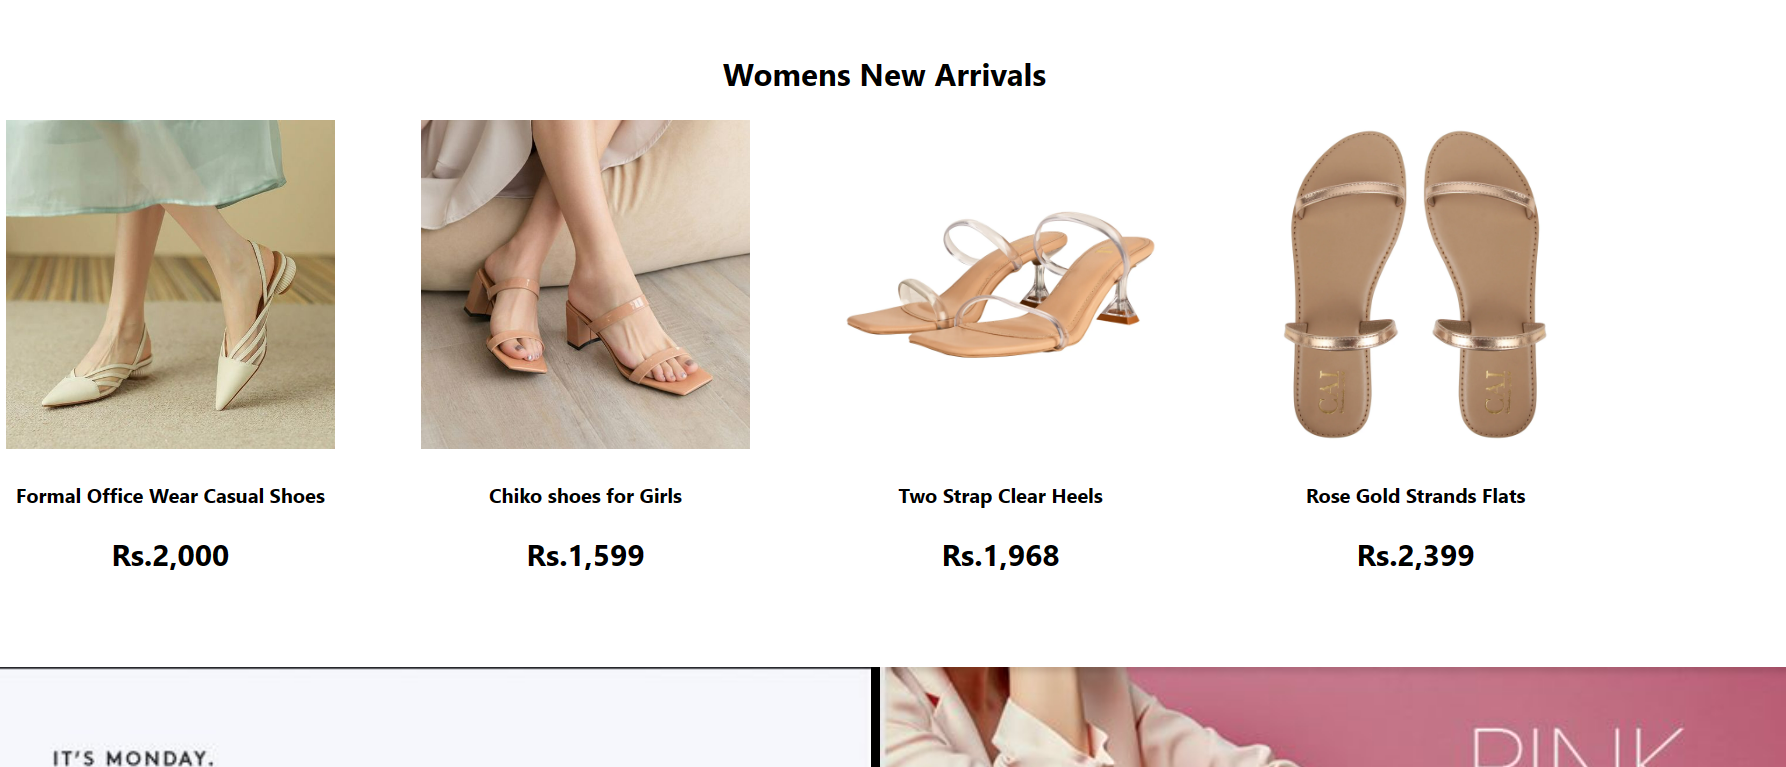 Womens New Arrivals
Formal Office Wear Casual Shoes
Chiko shoes for Girls
Two Strap Clear Heels
Rose Gold Strands Flats
Rs.2,000
Rs.1,599
Rs.1,968
Rs.2,399
IT'S MONDAY.
PINK